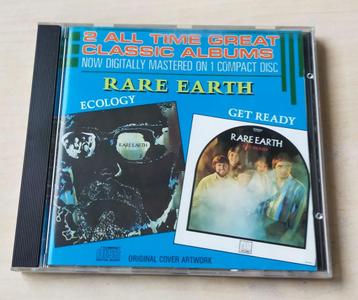 2 ALL TIME GREAT
CLASSIC ALBUMS
NOW DIGITALLY MASTERED ON 1 COMPACT DISC
RARE EARTH
ECOLOGY
GET READY
RARE EARTH
RARE EARTH
ORIGINAL COVER ARTWORK